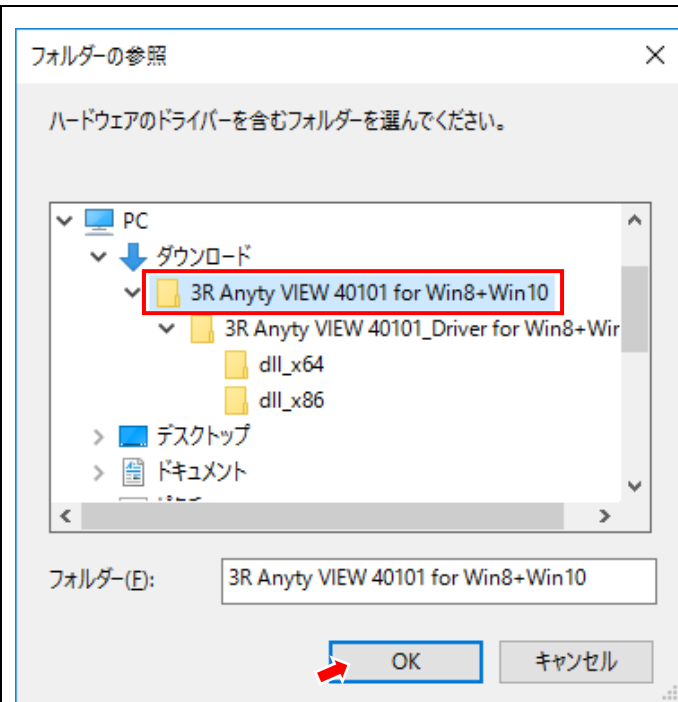 フォルダーの参照
ハードウェアのドライバーを含むフォルダーを選んでください。
PC
ダウンロード
3R Anyty VIEW 40101 for Win8+Win10
3R Anyty VIEW 40101_Driver for Win8+Wir
dll_x64
dll_x86
デスクトップ
ドキュメント
フォルダー(F):
3R Anyty VIEW 40101 for Win8+Win10
OK
キャンセル